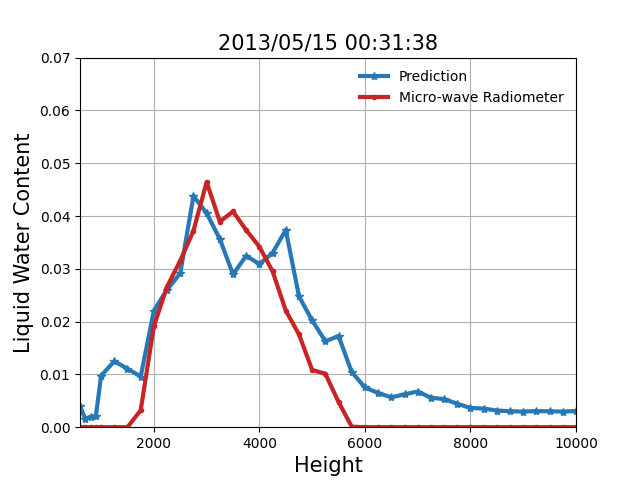 2013/05/15 00:31:38
0.07
0.06
0.05
0.04
0.03
0.02
0.01
0.00
Liquid Water Content
Prediction
Micro-wave Radiometer
2000 4000 6000 8000 10000
Height